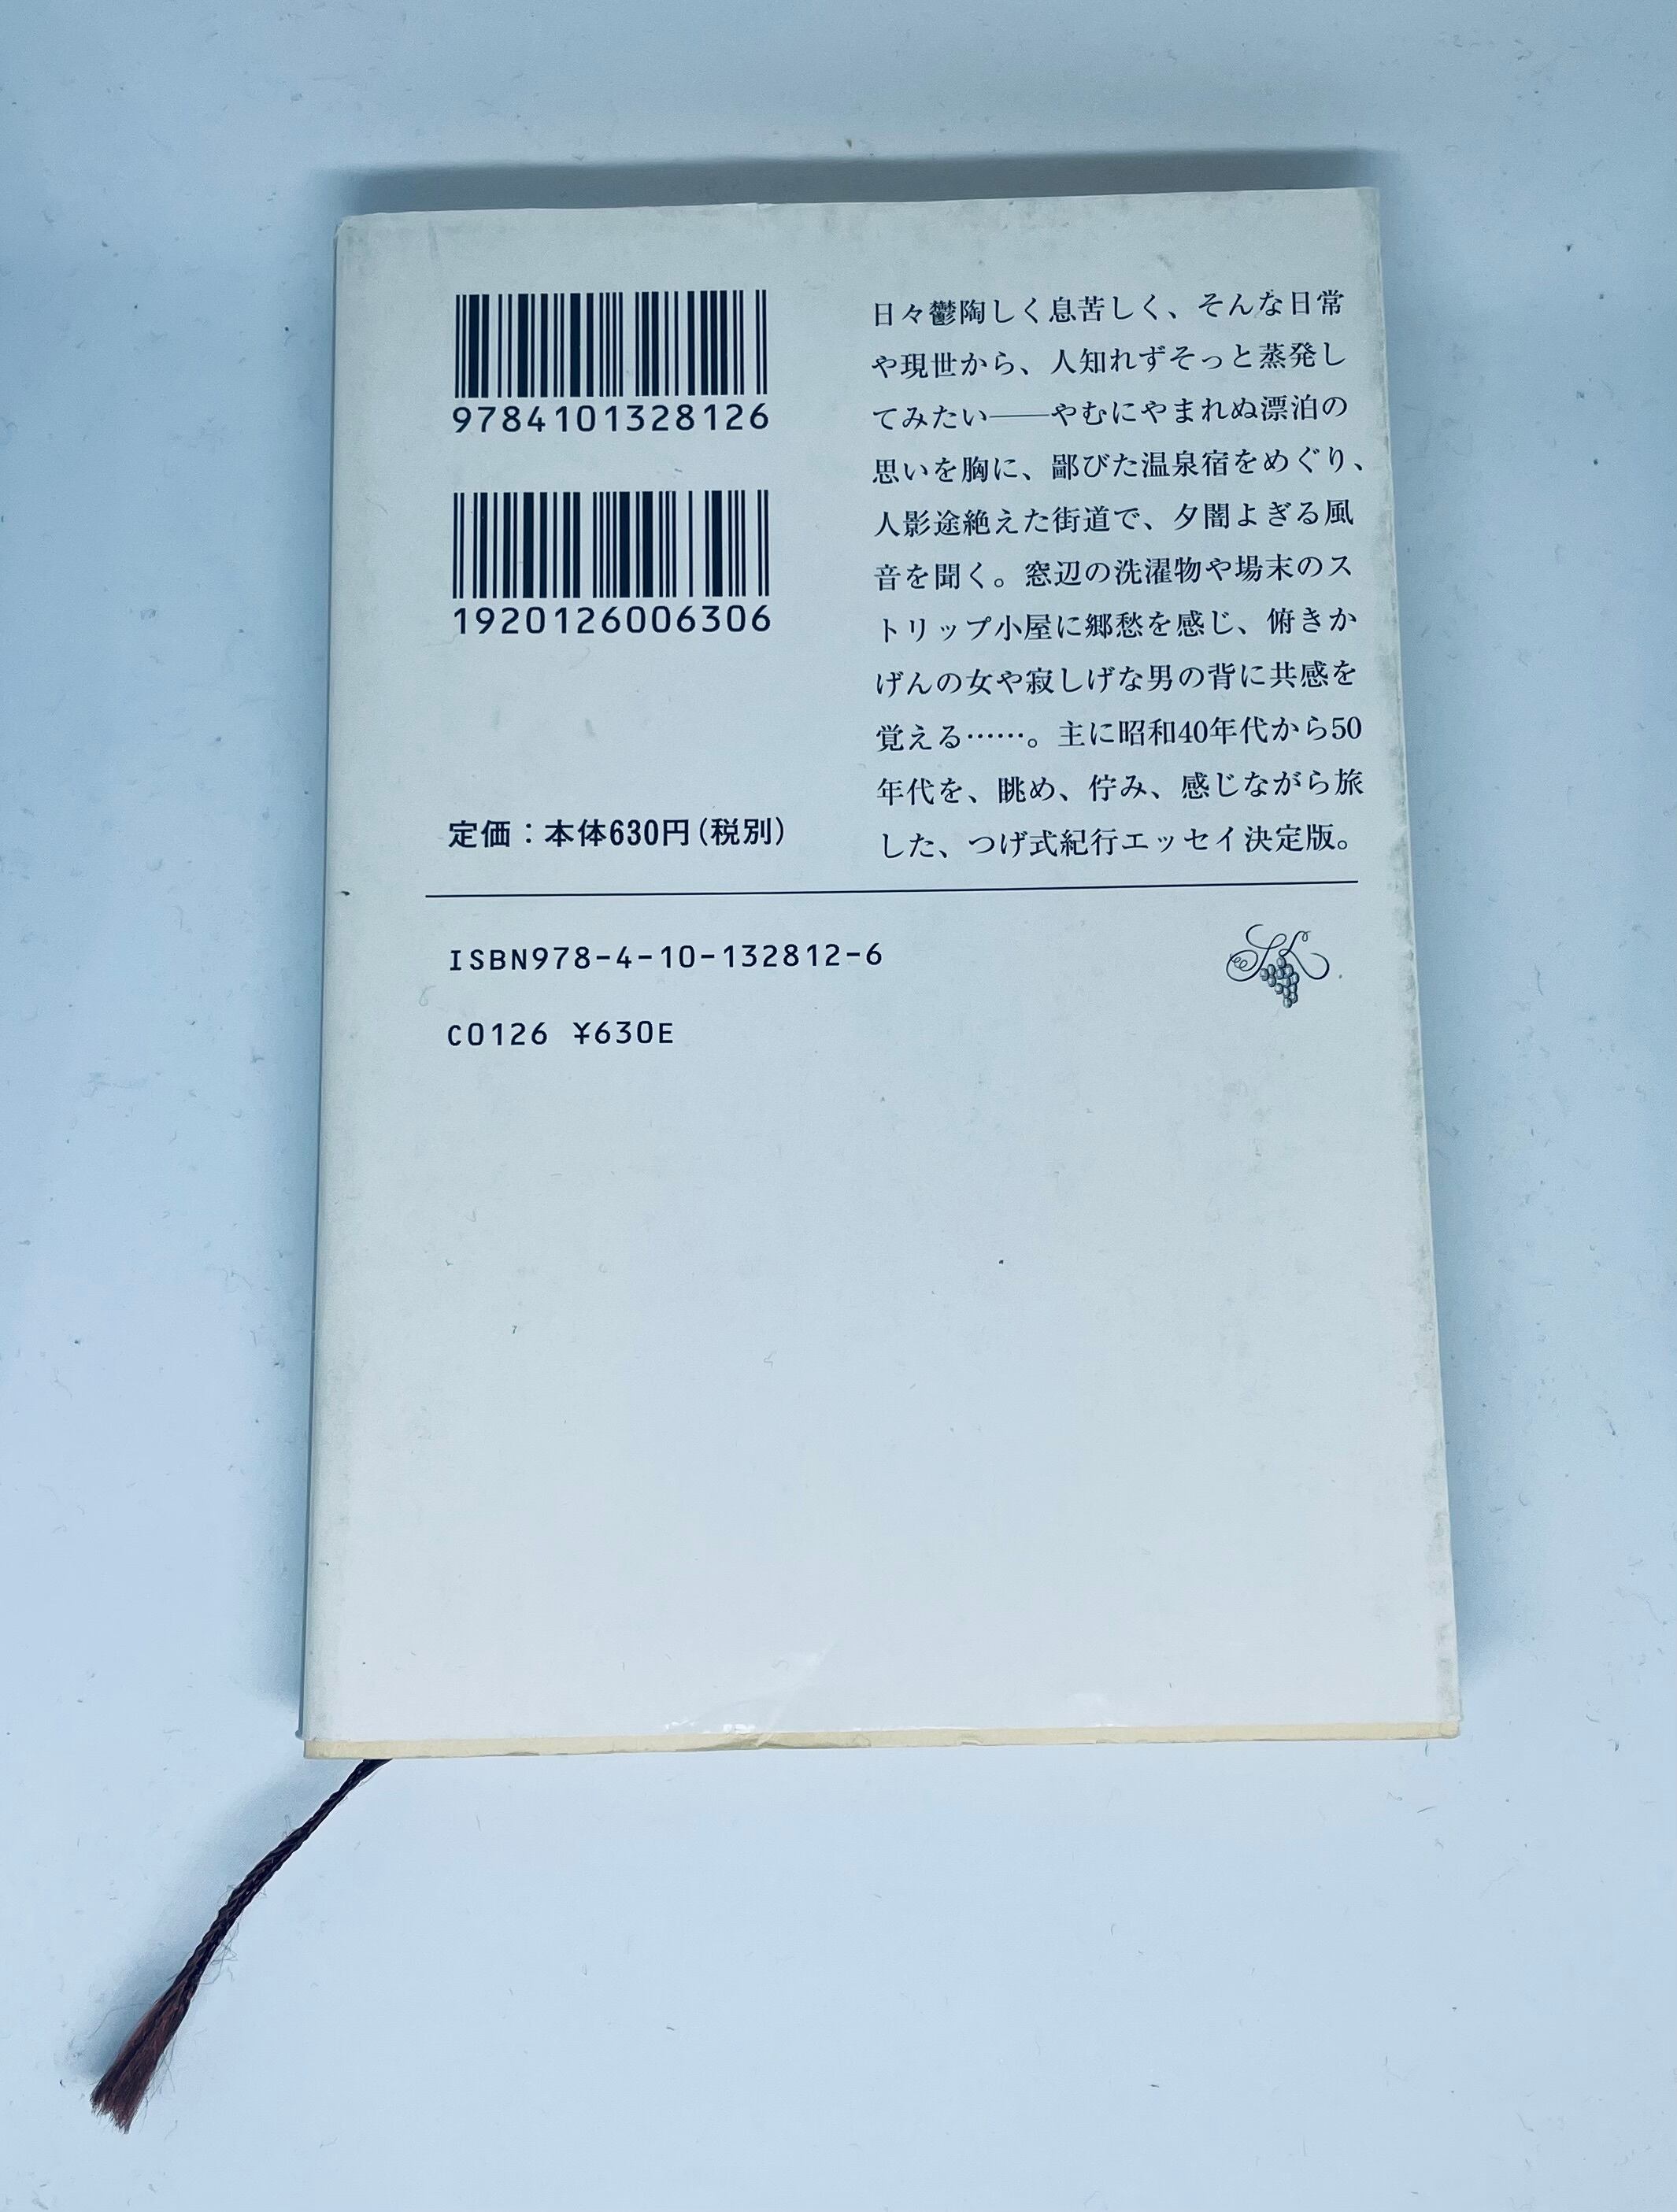 9784101328126
1920126006306
定価：本体630円（税別）
日々鬱陶しく息苦しく、そんな日常
や現世から、人知れずそっと蒸発し
てみたい――やむにやまれぬ漂泊の
思いを胸に、鄙びた温泉宿をめぐり、
人影途絶えた街道で、夕闇よぎる風
音を聞く。窓辺の洗濯物や場末のス
トリップ小屋に郷愁を感じ、俯きか
げんの女や寂しげな男の背に共感を
覚える……。主に昭和40年代から50
年代を、眺め、佇み、感じながら旅
した、つげ式紀行エッセイ決定版。
ISBN978-4-10-132812-6
C0126 ¥630E